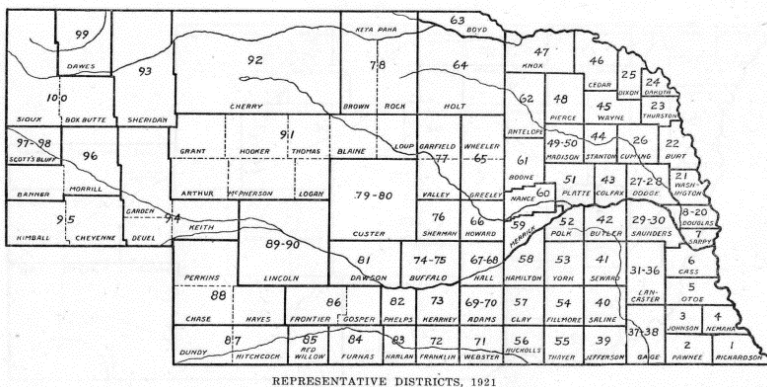 63
BOYD
99
DAWES
KEYA PAHA
47
KNOX
46
CEDAR
93
92
78
64
25
DIXON
24
DAKOTA
100
SIOUX
BOX BUTTE
SHERIDAN
CHERRY
BROWN
ROCK
HOLT
62
ANTELOPE
48
PIERCE
45
WAYNE
23
THURSTON
97-98
SCOTT'S BLUFF
96
MORRILL
91
GRANT
HOOKER
THOMAS
BLAINE
LOUP
GARFIELD
WHEELER
77
65
49-50
MADISON
44
STANTON
26
CUMING
22
BURT
61
BOONE
BANNER
ARTHUR
McPHERSON
LOGAN
79-80
VALLEY
GREELEY
60
NANCE
51
PLATTE
43
COLFAX
27-28
DODGE
21
WASH-
INGTON
95
KIMBALL
CHEYENNE
GARDEN
94
DEUEL
KEITH
89-90
CUSTER
76
SHERMAN
66
HOWARD
59
MERRICK
52
POLK
42
BUTLER
29-30
SAUNDERS
8-20
DOUGLAS
7
SARPY
PERKINS
LINCOLN
81
DAWSON
74-75
BUFFALO
67-68
HALL
58
HAMILTON
53
YORK
41
SEWARD
31-36
LAN-
CASTER
6
CASS
88
CHASE
HAYES
86
FRONTIER
GOSPER
82
PHELPS
73
KEARNEY
69-70
ADAMS
57
CLAY
54
FILLMORE
40
SALINE
5
OTOE
87
DUNDY
HITCHCOCK
85
RED
WILLOW
84
FURNAS
83
HARLAN
72
FRANKLIN
71
WEBSTER
56
NUCKOLLS
55
THAYER
39
JEFFERSON
37-38
GAGE
3
JOHNSON
4
NEMAHA
2
PAWNEE
1
RICHARDSON
REPRESENTATIVE DISTRICTS, 1921